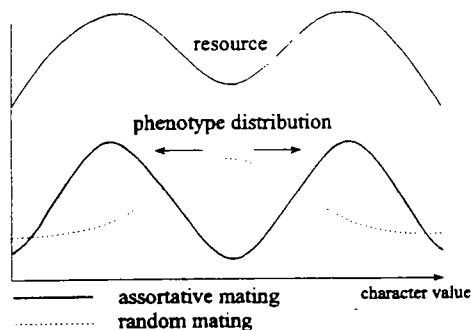 resource
phenotype distribution
character value
assortative mating
random mating